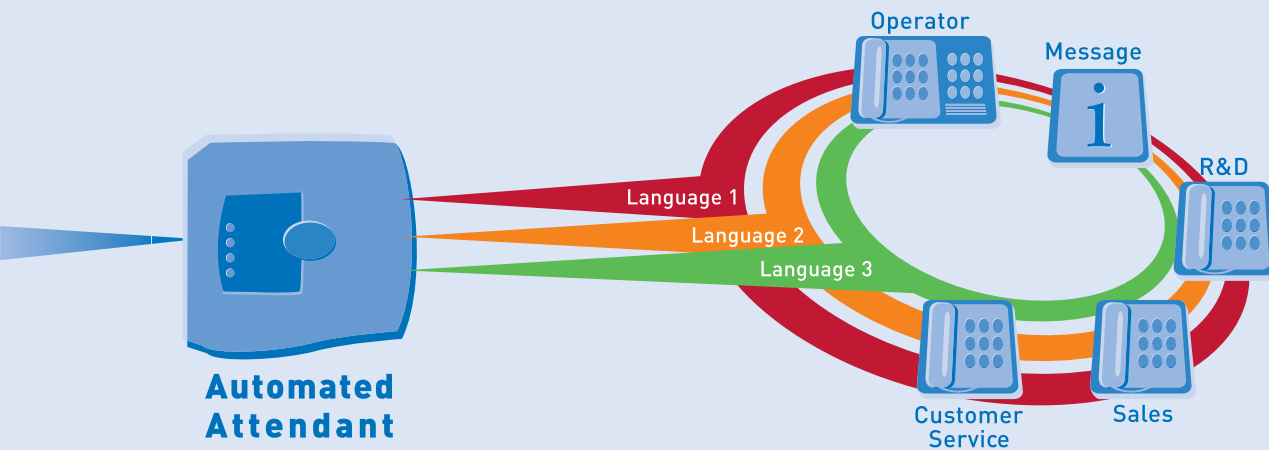 Operator
Message
R&D
Language 1
Language 2
Language 3
Automated
Attendant
Customer
Service
Sales
i